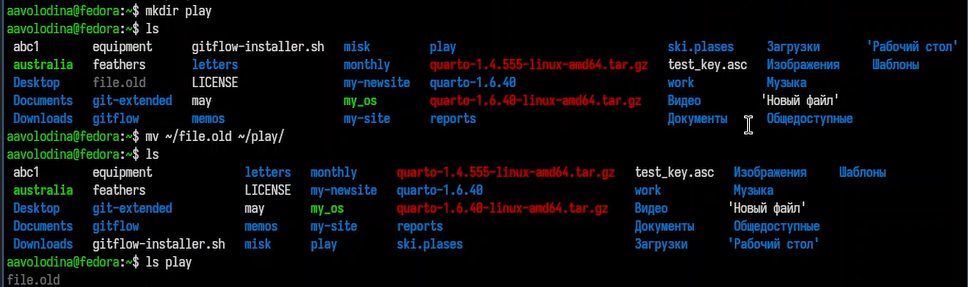 aavolodina@fedora:~$ mkdir play
aavolodina@fedora:~$ ls
abc1 equipment gitflow-installer.sh misk play ski.plases Загрузки 'Рабочий стол'
australia feathers letters monthly quarto-1.4.555-linux-amd64.tar.gz test_key.asc Изображения Шаблоны
Desktop file.old LICENSE my-newsite quarto-1.6.40 work Музыка
Documents git-extended may my_os quarto-1.6.40-linux-amd64.tar.gz Видео 'Новый файл'
Downloads gitflow memos my-site reports Документы Общедоступные
aavolodina@fedora:~$ mv ~/file.old ~/play/
aavolodina@fedora:~$ ls
abc1 equipment letters monthly quarto-1.4.555-linux-amd64.tar.gz test_key.asc Изображения Шаблоны
australia feathers LICENSE my-newsite quarto-1.6.40 work Музыка
Desktop git-extended may my_os quarto-1.6.40-linux-amd64.tar.gz Видео 'Новый файл'
Documents gitflow memos my-site reports Документы Общедоступные
Downloads gitflow-installer.sh misk play ski.plases Загрузки 'Рабочий стол'
aavolodina@fedora:~$ ls play
file.old